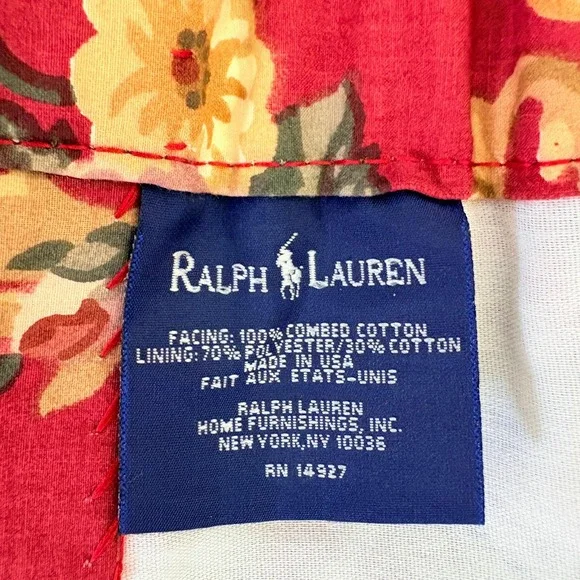 RALPH LAUREN
FACING: 100% COMBED COTTON
LINING: 70% POLYESTER/30% COTTON
MADE IN USA
FAIT AUX ETATS-UNIS
RALPH LAUREN
HOME FURNISHINGS, INC.
NEW YORK,NY 10036
RN 14927